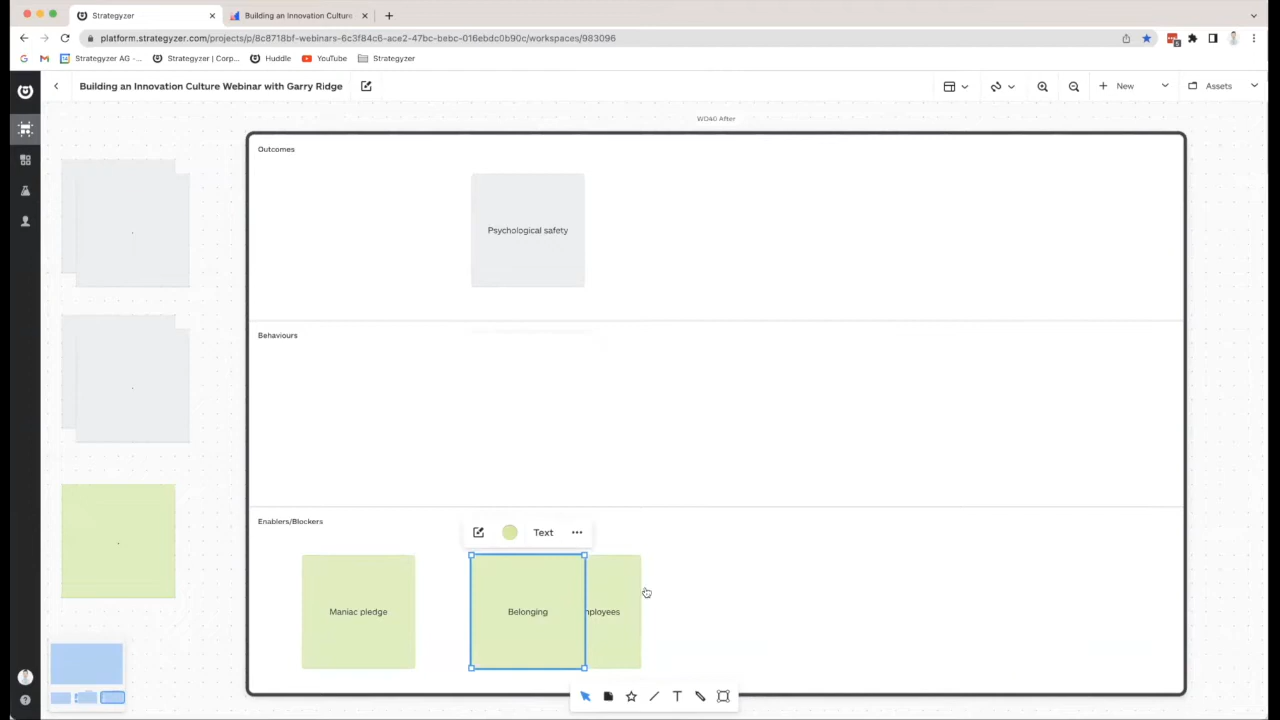 Strategyzer
Building an Innovation Culture
platform.strategyzer.com/projects/p/8c8718bf-webinars-6c3f84c6-ace2-47bc-bebc-016ebdc0b90c/workspaces/983096
Strategyzer AG -...
Strategyzer | Corp...
Huddle
YouTube
Strategyzer
Building an Innovation Culture Webinar with Garry Ridge
New
Assets
WD40 After
Outcomes
Psychological safety
Behaviours
Enablers/Blockers
Text
Maniac pledge
Belonging
mployees